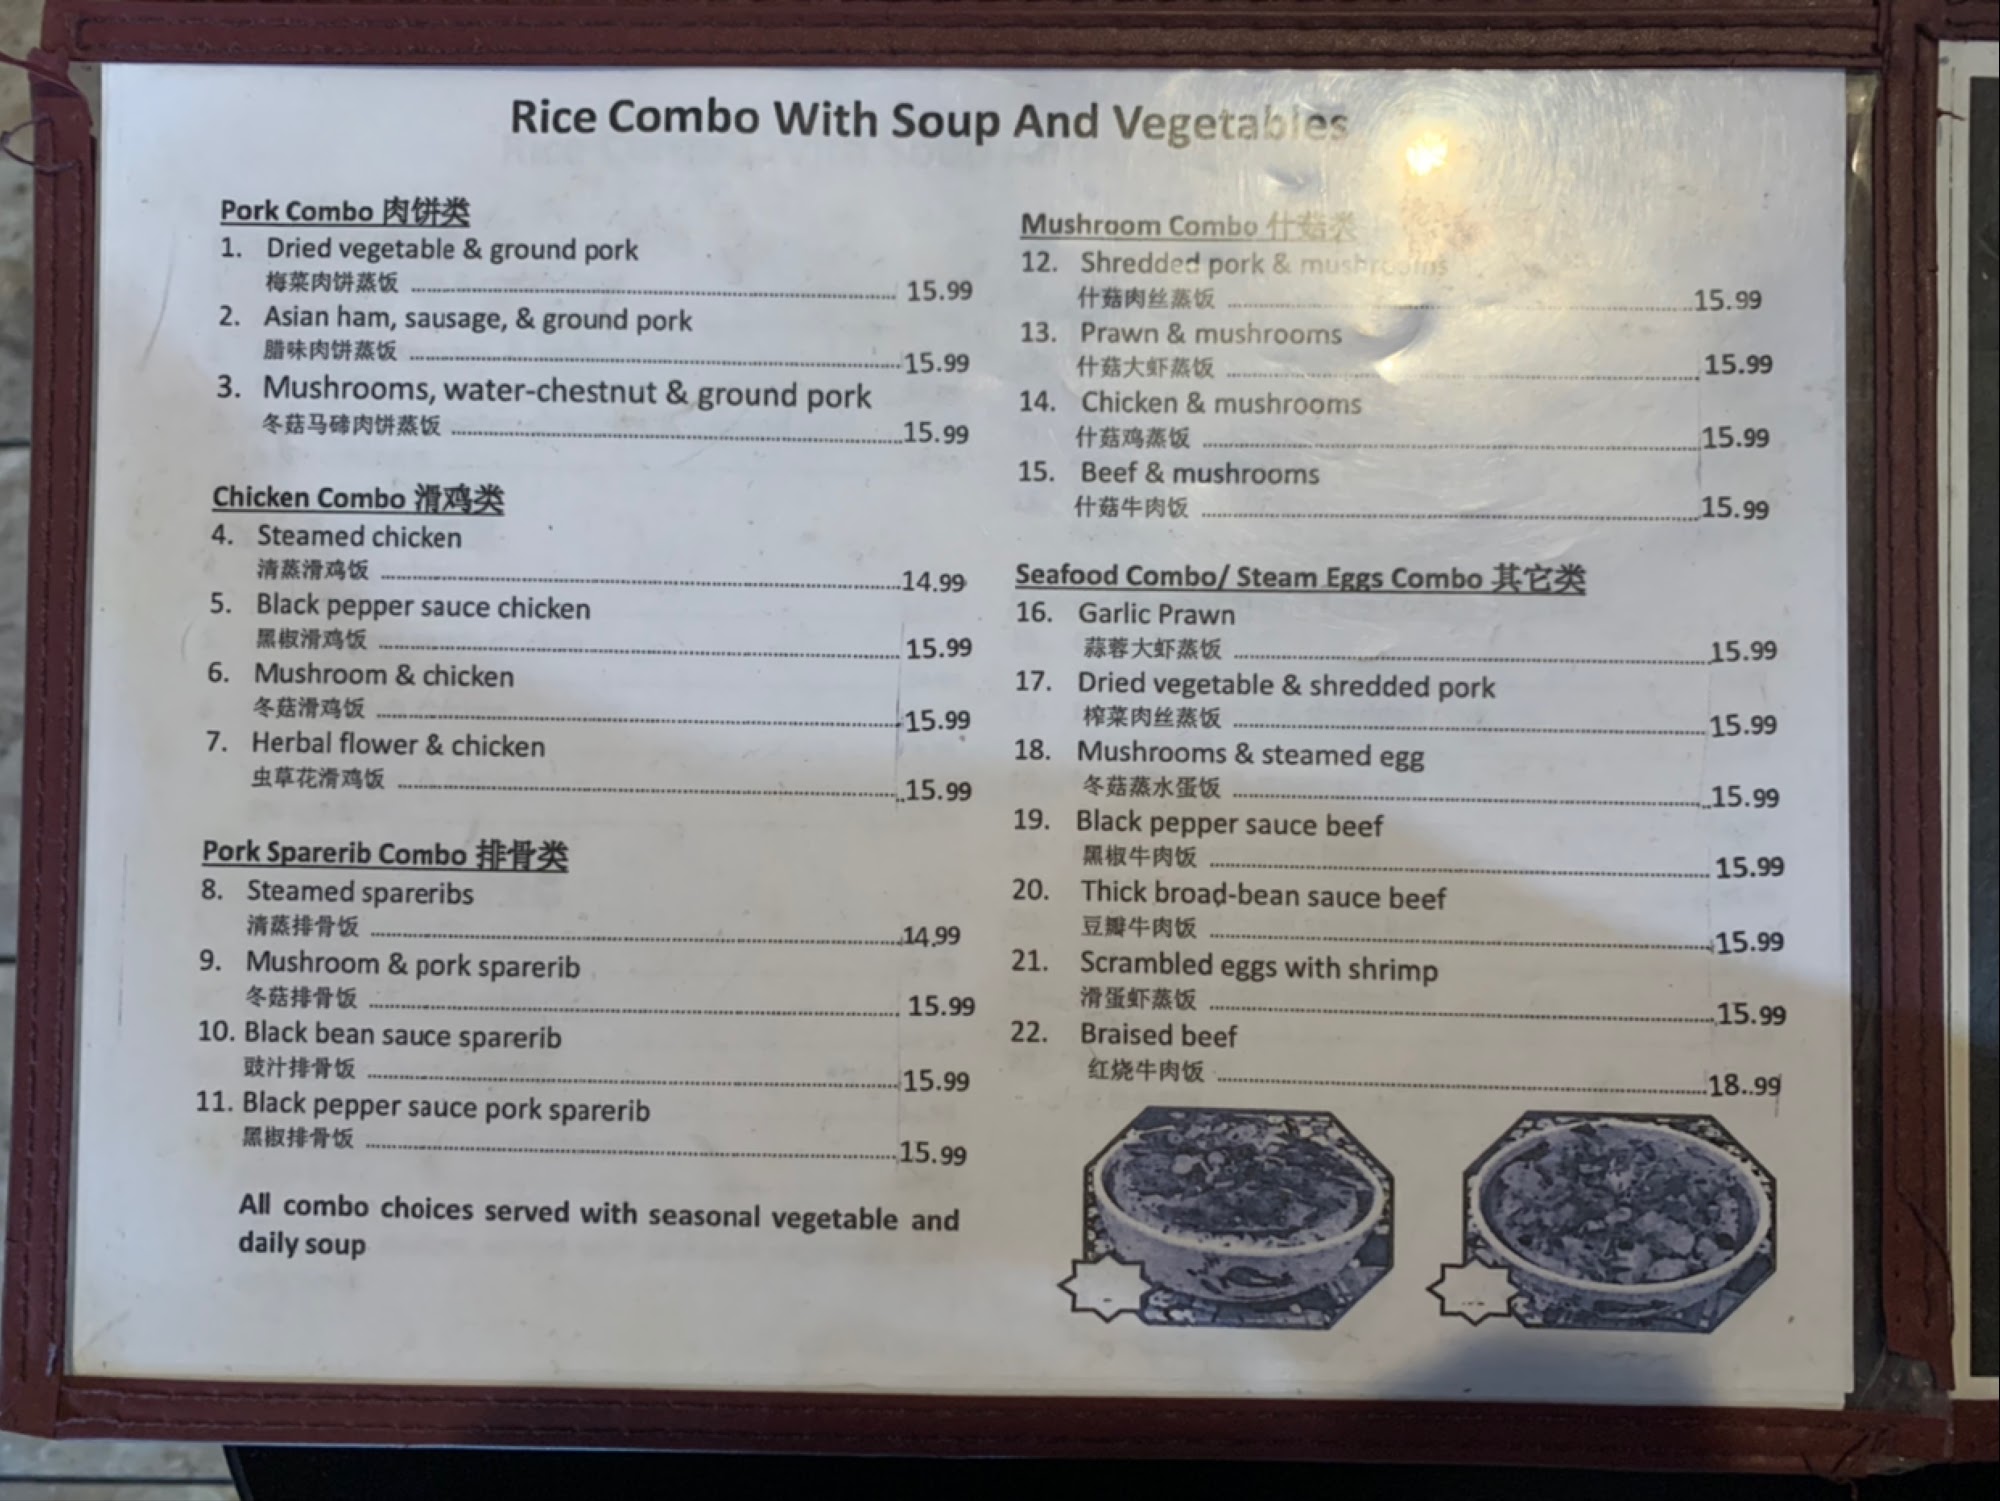 Rice Combo With Soup And Vegetables
Pork Combo 肉饼类
1. Dried vegetable & ground pork
梅菜肉饼蒸饭 15.99
2. Asian ham, sausage, & ground pork
腊味肉饼蒸饭 15.99
3. Mushrooms, water-chestnut & ground pork
冬菇马碲肉饼蒸饭 15.99
Chicken Combo 滑鸡类
4. Steamed chicken
清蒸滑鸡饭 14.99
5. Black pepper sauce chicken
黑椒滑鸡饭 15.99
6. Mushroom & chicken
冬菇滑鸡饭 15.99
7. Herbal flower & chicken
虫草花滑鸡饭 15.99
Pork Sparerib Combo 排骨类
8. Steamed spareribs
清蒸排骨饭 14.99
9. Mushroom & pork sparerib
冬菇排骨饭 15.99
10. Black bean sauce sparerib
豉汁排骨饭 15.99
11. Black pepper sauce pork sparerib
黑椒排骨饭 15.99
All combo choices served with seasonal vegetable and
daily soup
Mushroom Combo 什菇类
12. Shredded pork & mushrooms
什菇肉丝蒸饭 15.99
13. Prawn & mushrooms
什菇大虾蒸饭 15.99
14. Chicken & mushrooms
什菇鸡蒸饭 15.99
15. Beef & mushrooms
什菇牛肉饭 15.99
Seafood Combo/ Steam Eggs Combo 其它类
16. Garlic Prawn
蒜蓉大虾蒸饭 15.99
17. Dried vegetable & shredded pork
榨菜肉丝蒸饭 15.99
18. Mushrooms & steamed egg
冬菇蒸水蛋饭 15.99
19. Black pepper sauce beef
黑椒牛肉饭 15.99
20. Thick broad-bean sauce beef
豆瓣牛肉饭 15.99
21. Scrambled eggs with shrimp
滑蛋虾蒸饭 15.99
22. Braised beef
红烧牛肉饭 18..99